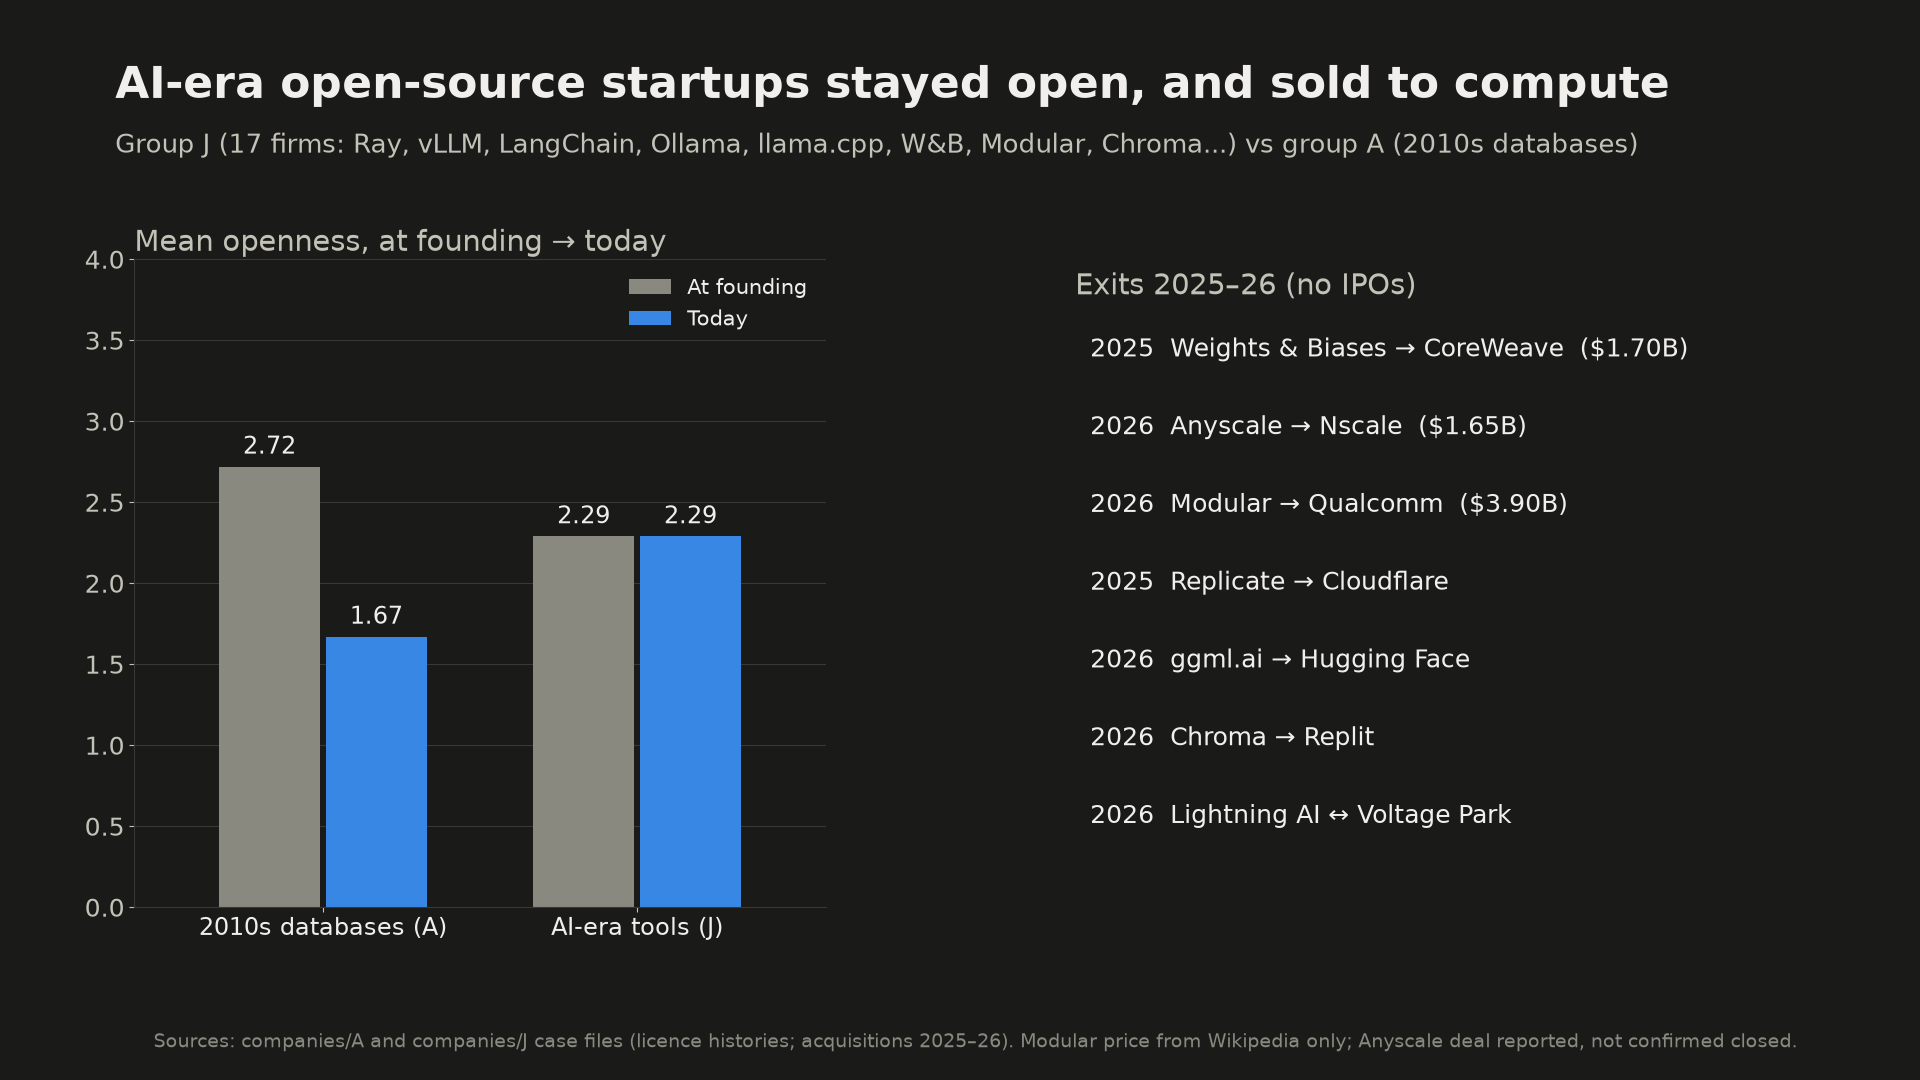 AI-era open-source startups stayed open, and sold to compute
Group J (17 firms: Ray, vLLM, LangChain, Ollama, llama.cpp, W&B, Modular, Chroma...) vs group A (2010s databases)
Mean openness, at founding → today
4.0
3.5
3.0
2.5
2.0
1.5
1.0
0.5
0.0
At founding
Today
2.72
1.67
2.29
2.29
2010s databases (A)
AI-era tools (J)
Exits 2025–26 (no IPOs)
2025 Weights & Biases → CoreWeave ($1.70B)
2026 Anyscale → Nscale ($1.65B)
2026 Modular → Qualcomm ($3.90B)
2025 Replicate → Cloudflare
2026 ggml.ai → Hugging Face
2026 Chroma → Replit
2026 Lightning AI ↔ Voltage Park
Sources: companies/A and companies/J case files (licence histories; acquisitions 2025–26). Modular price from Wikipedia only; Anyscale deal reported, not confirmed closed.